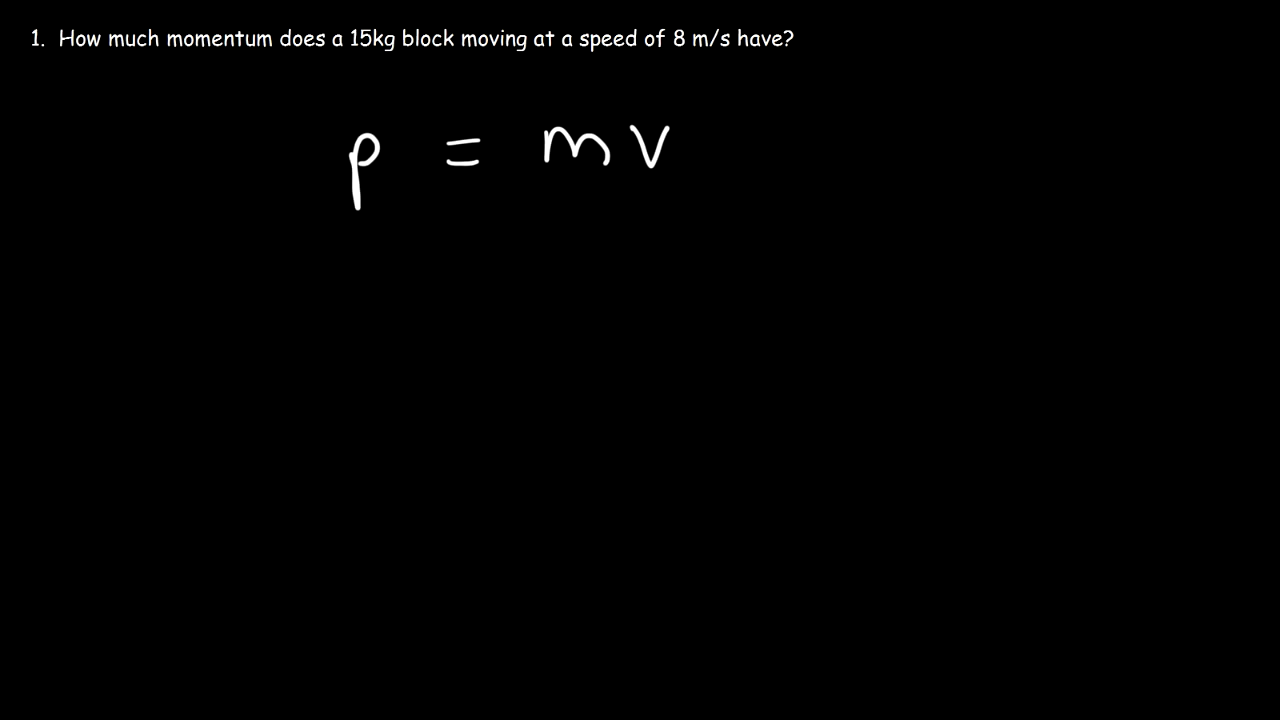 1. How much momentum does a 15kg block moving at a speed of 8 m/s have?
p = mv